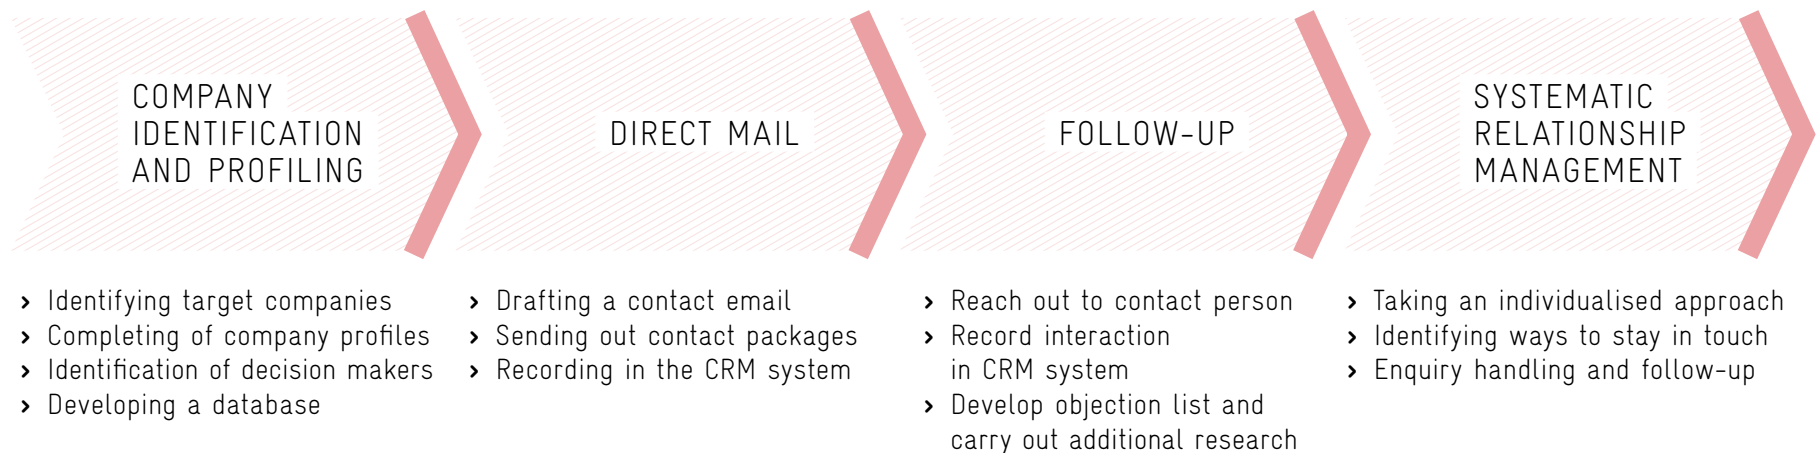 COMPANY
IDENTIFICATION
AND PROFILING
DIRECT MAIL
FOLLOW-UP
SYSTEMATIC
RELATIONSHIP
MANAGEMENT
› Identifying target companies
› Completing of company profiles
› Identification of decision makers
› Developing a database
› Drafting a contact email
› Sending out contact packages
› Recording in the CRM system
› Reach out to contact person
› Record interaction
in CRM system
› Develop objection list and
carry out additional research
› Taking an individualised approach
› Identifying ways to stay in touch
› Enquiry handling and follow-up